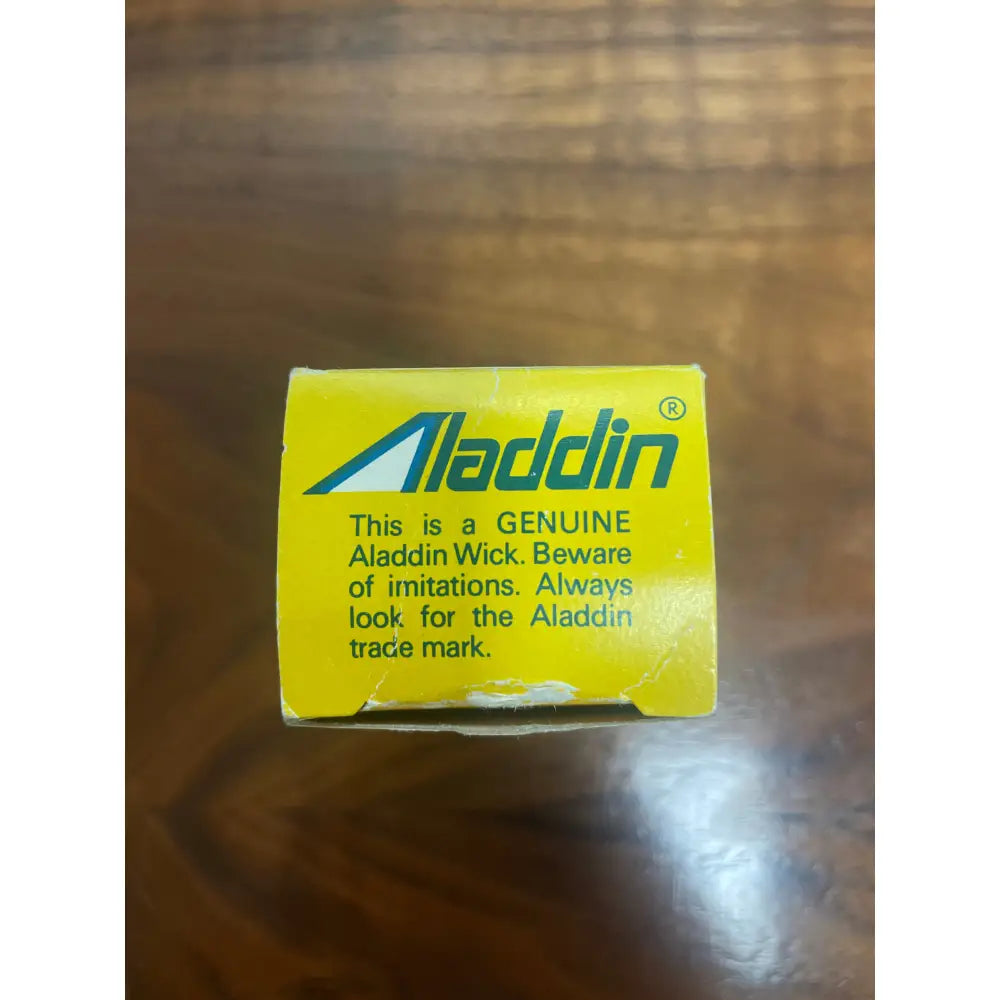 Aladdin ®
This is a GENUINE
Aladdin Wick. Beware
of imitations. Always
look for the Aladdin
trade mark.